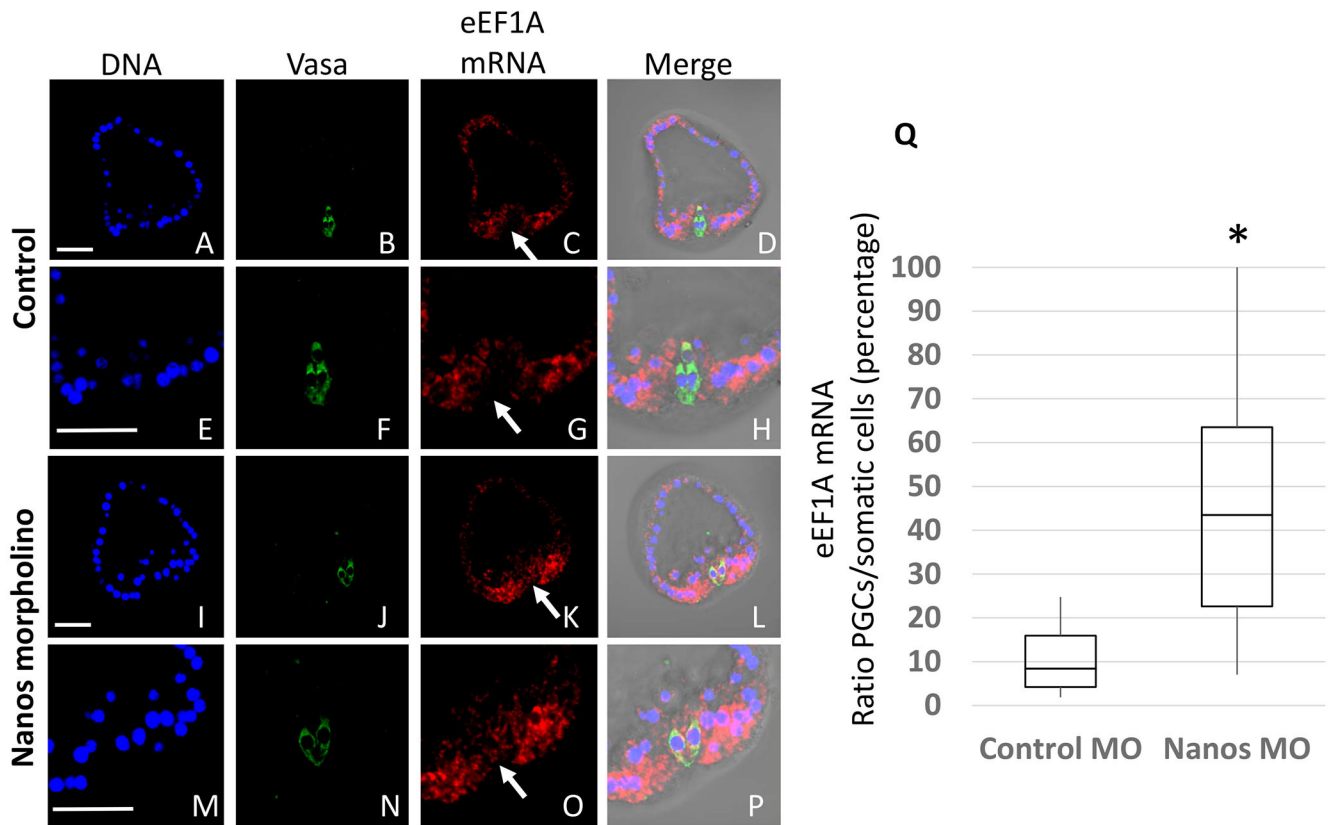 eEF1A
DNA Vasa mRNA Merge
Control
A B C D
E F G H
Nanos morpholino
I J K L
M N O P
Q
*
eEF1A mRNA
Ratio PGCs/somatic cells (percentage)
100
90
80
70
60
50
40
30
20
10
0
Control MO Nanos MO